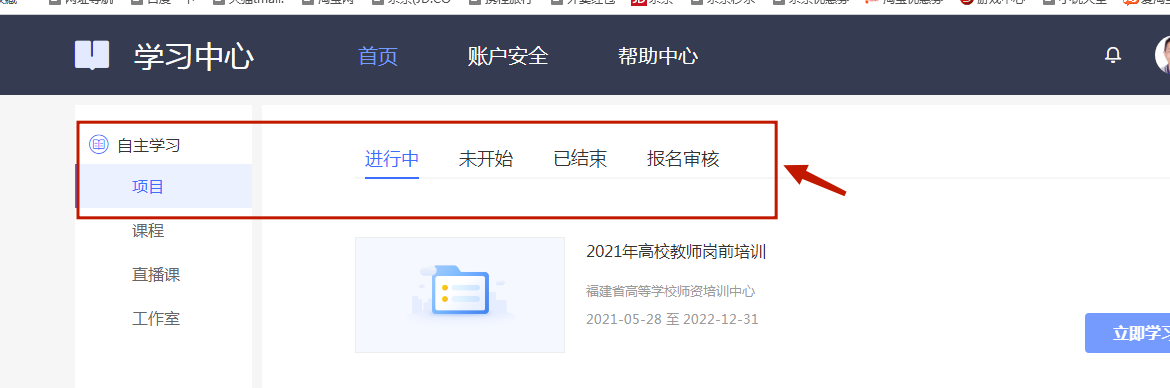 学习中心 首页 账户安全 帮助中心
自主学习
进行中 未开始 已结束 报名审核
项目
课程
2021年高校教师岗前培训
直播课
福建省高等学校师资培训中心
工作室
2021-05-28 至 2022-12-31
立即学习